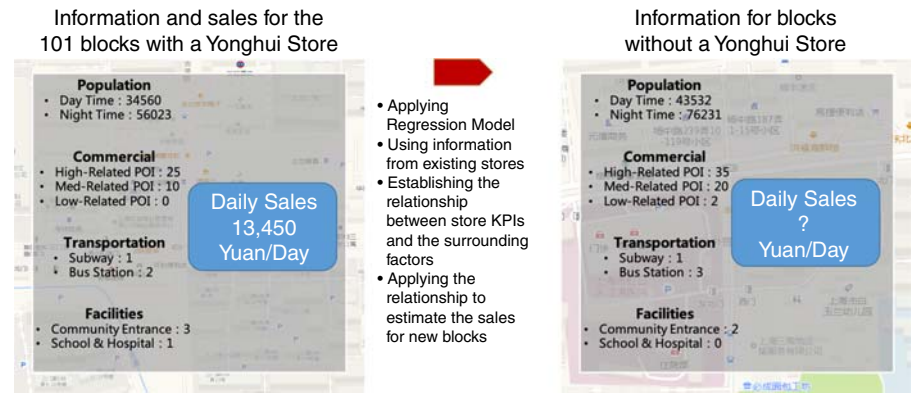 Information and sales for the
101 blocks with a Yonghui Store
Population
• Day Time : 34560
• Night Time : 56023
Commercial
• High-Related POI : 25
• Med-Related POI : 10
• Low-Related POI : 0
Daily Sales
13,450
Yuan/Day
Transportation
• Subway : 1
• Bus Station : 2
Facilities
• Community Entrance : 3
• School & Hospital : 1
• Applying
Regression Model
• Using information
from existing stores
• Establishing the
relationship
between store KPIs
and the surrounding
factors
• Applying the
relationship to
estimate the sales
for new blocks
Information for blocks
without a Yonghui Store
Population
• Day Time : 43532
• Night Time : 76231
Commercial
• High-Related POI : 35
• Med-Related POI : 20
• Low-Related POI : 2
Daily Sales
?
Yuan/Day
Transportation
• Subway : 1
• Bus Station : 3
Facilities
• Community Entrance : 2
• School & Hospital : 0